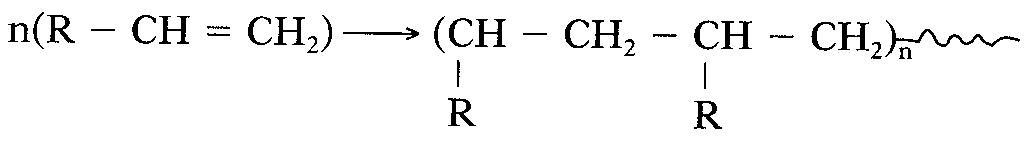 n(R – CH = CH₂) ⟶ (CH – CH₂ – CH – CH₂)ₙ
R R